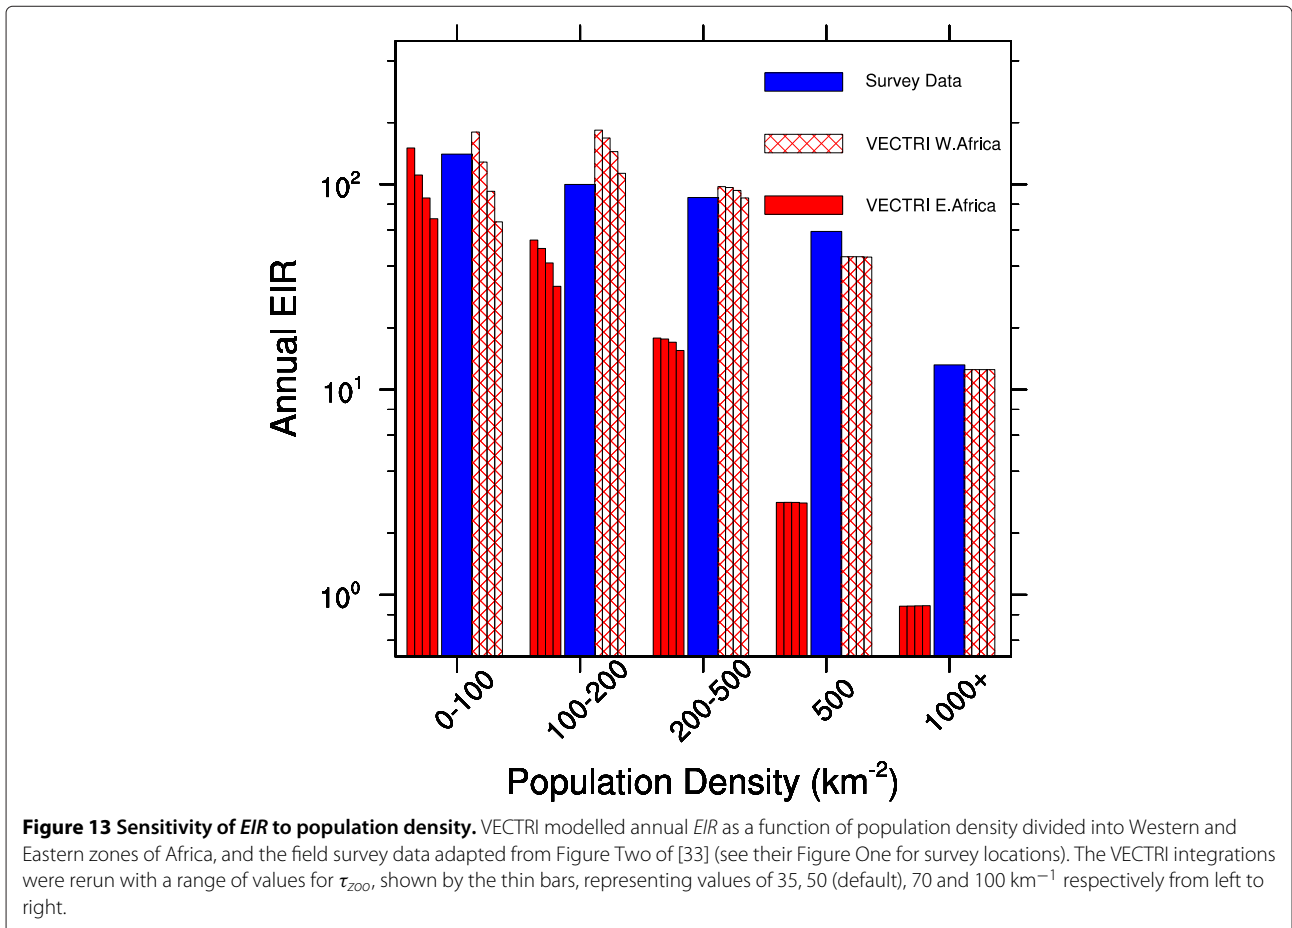 Survey Data
VECTRI W.Africa
VECTRI E.Africa
Annual EIR
10²
10¹
10⁰
0-100
100-200
200-500
500
1000+
Population Density (km⁻²)
Figure 13 Sensitivity of EIR to population density. VECTRI modelled annual EIR as a function of population density divided into Western and
Eastern zones of Africa, and the field survey data adapted from Figure Two of [33] (see their Figure One for survey locations). The VECTRI integrations
were rerun with a range of values for τzoo, shown by the thin bars, representing values of 35, 50 (default), 70 and 100 km⁻¹ respectively from left to
right.